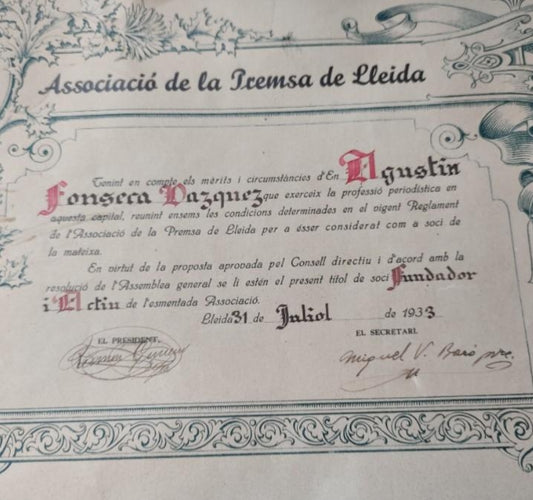 Associació de la Premsa de Lleida
Tenint en compte els mèrits i circumstàncies d'En Agustín
Fonseca Vazquez que exerceix la professió periodística en
aquesta capital, reunint ensems les condicions determinades en el vigent Reglament
de l'Associació de la Premsa de Lleida per a ésser considerat com a soci de
la mateixa.
En virtut de la proposta aprovada pel Consell directiu i d'acord amb la
resolució de l'Assemblea general se li estén el present títol de soci Fundador
i Actiu de l'esmentada Associació.
Lleida 31 de Juliol de 1933
EL PRESIDENT, EL SECRETARI,
Miquel V.